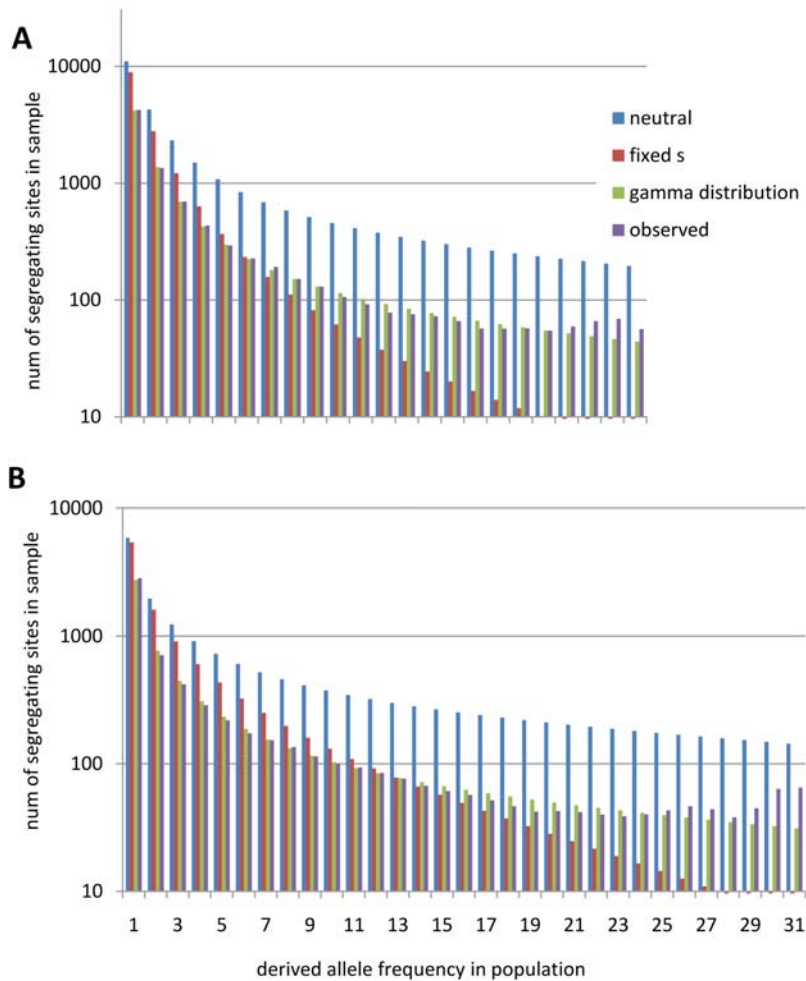 A
num of segregating sites in sample
10000
1000
100
10
neutral
fixed s
gamma distribution
observed
B
num of segregating sites in sample
10000
1000
100
10
1 3 5 7 9 11 13 15 17 19 21 23 25 27 29 31
derived allele frequency in population